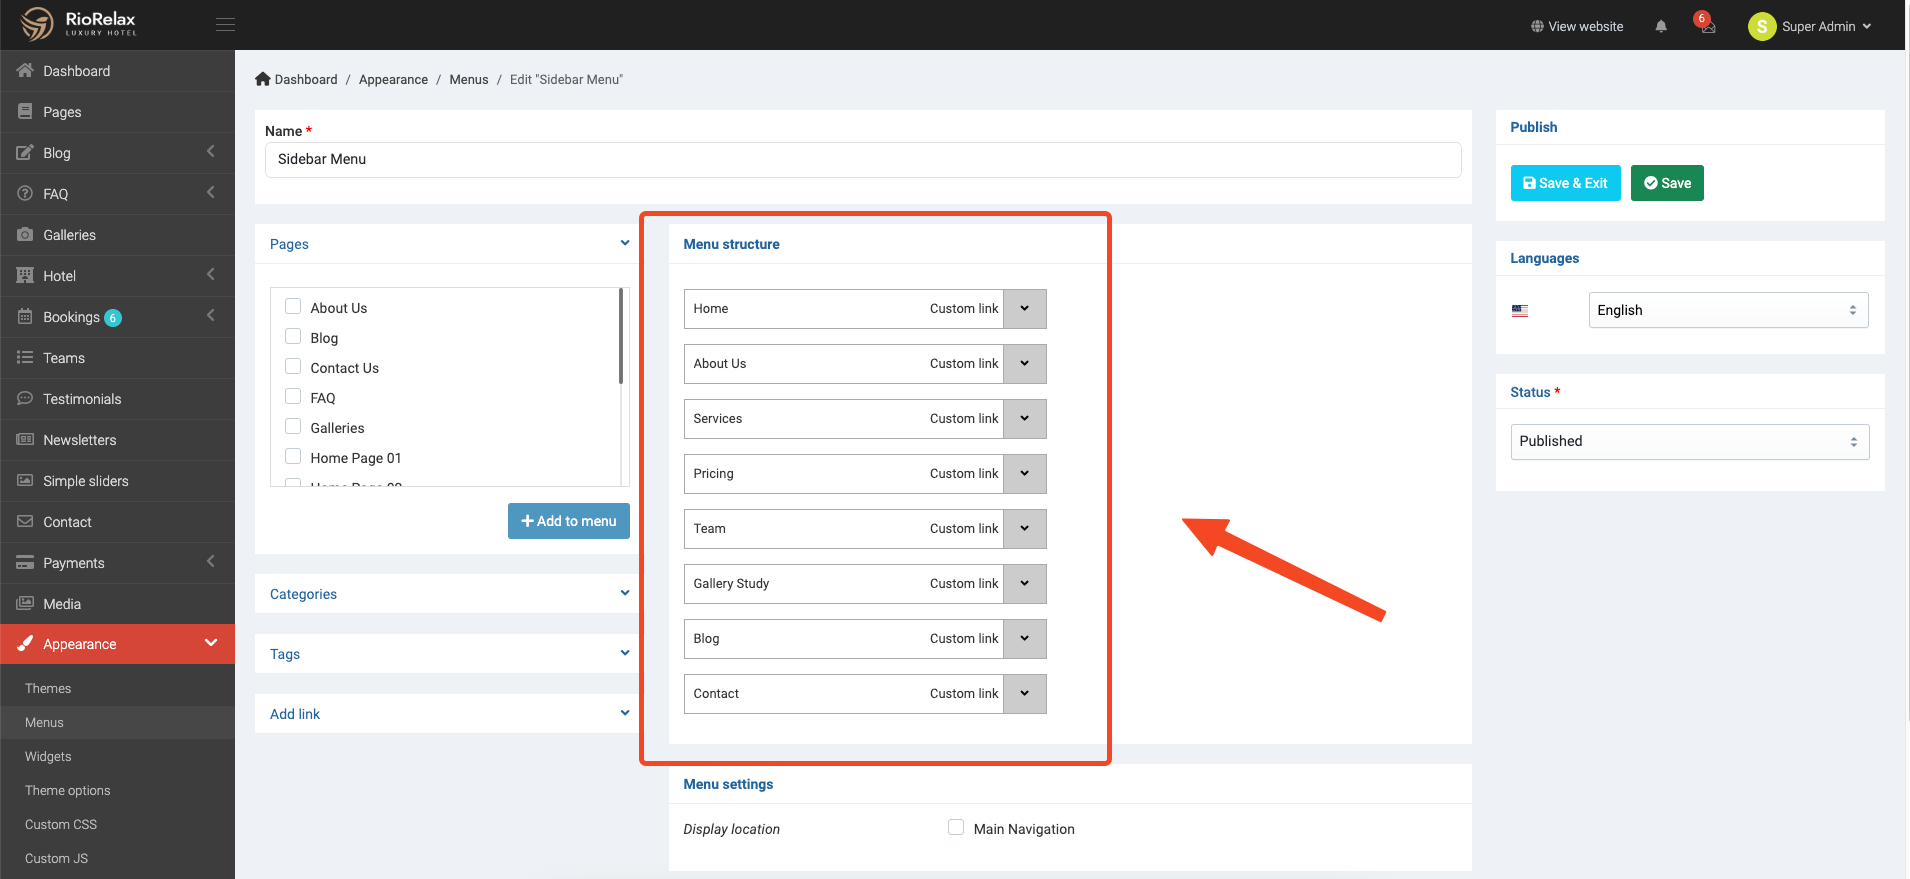 RioRelax
LUXURY HOTEL
View website
6
S
Super Admin
Dashboard
Pages
Blog
FAQ
Galleries
Hotel
Bookings 6
Teams
Testimonials
Newsletters
Simple sliders
Contact
Payments
Media
Appearance
Themes
Menus
Widgets
Theme options
Custom CSS
Custom JS
Dashboard / Appearance / Menus / Edit "Sidebar Menu"
Name *
Sidebar Menu
Pages
About Us
Blog
Contact Us
FAQ
Galleries
Home Page 01
Add to menu
Categories
Tags
Add link
Menu structure
Home Custom link
About Us Custom link
Services Custom link
Pricing Custom link
Team Custom link
Gallery Study Custom link
Blog Custom link
Contact Custom link
Menu settings
Display location Main Navigation
Publish
Save & Exit Save
Languages
English
Status *
Published